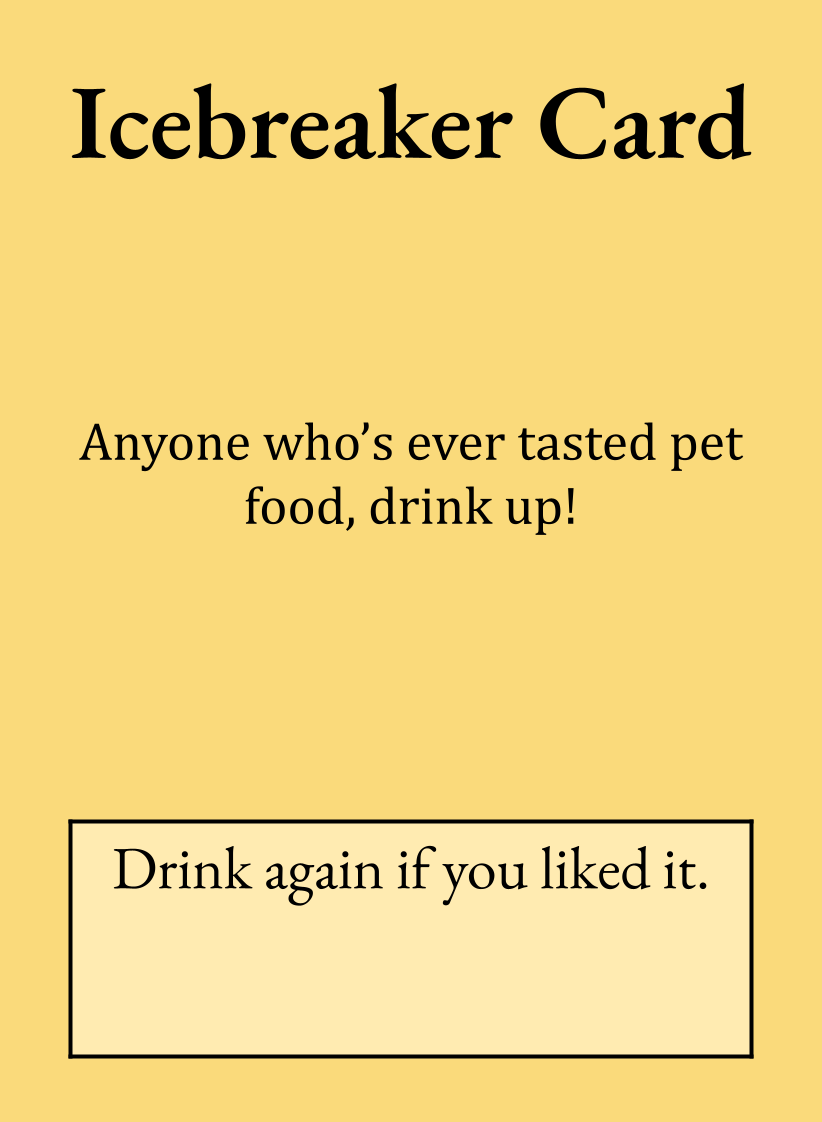 Icebreaker Card
Anyone who’s ever tasted pet
food, drink up!
Drink again if you liked it.